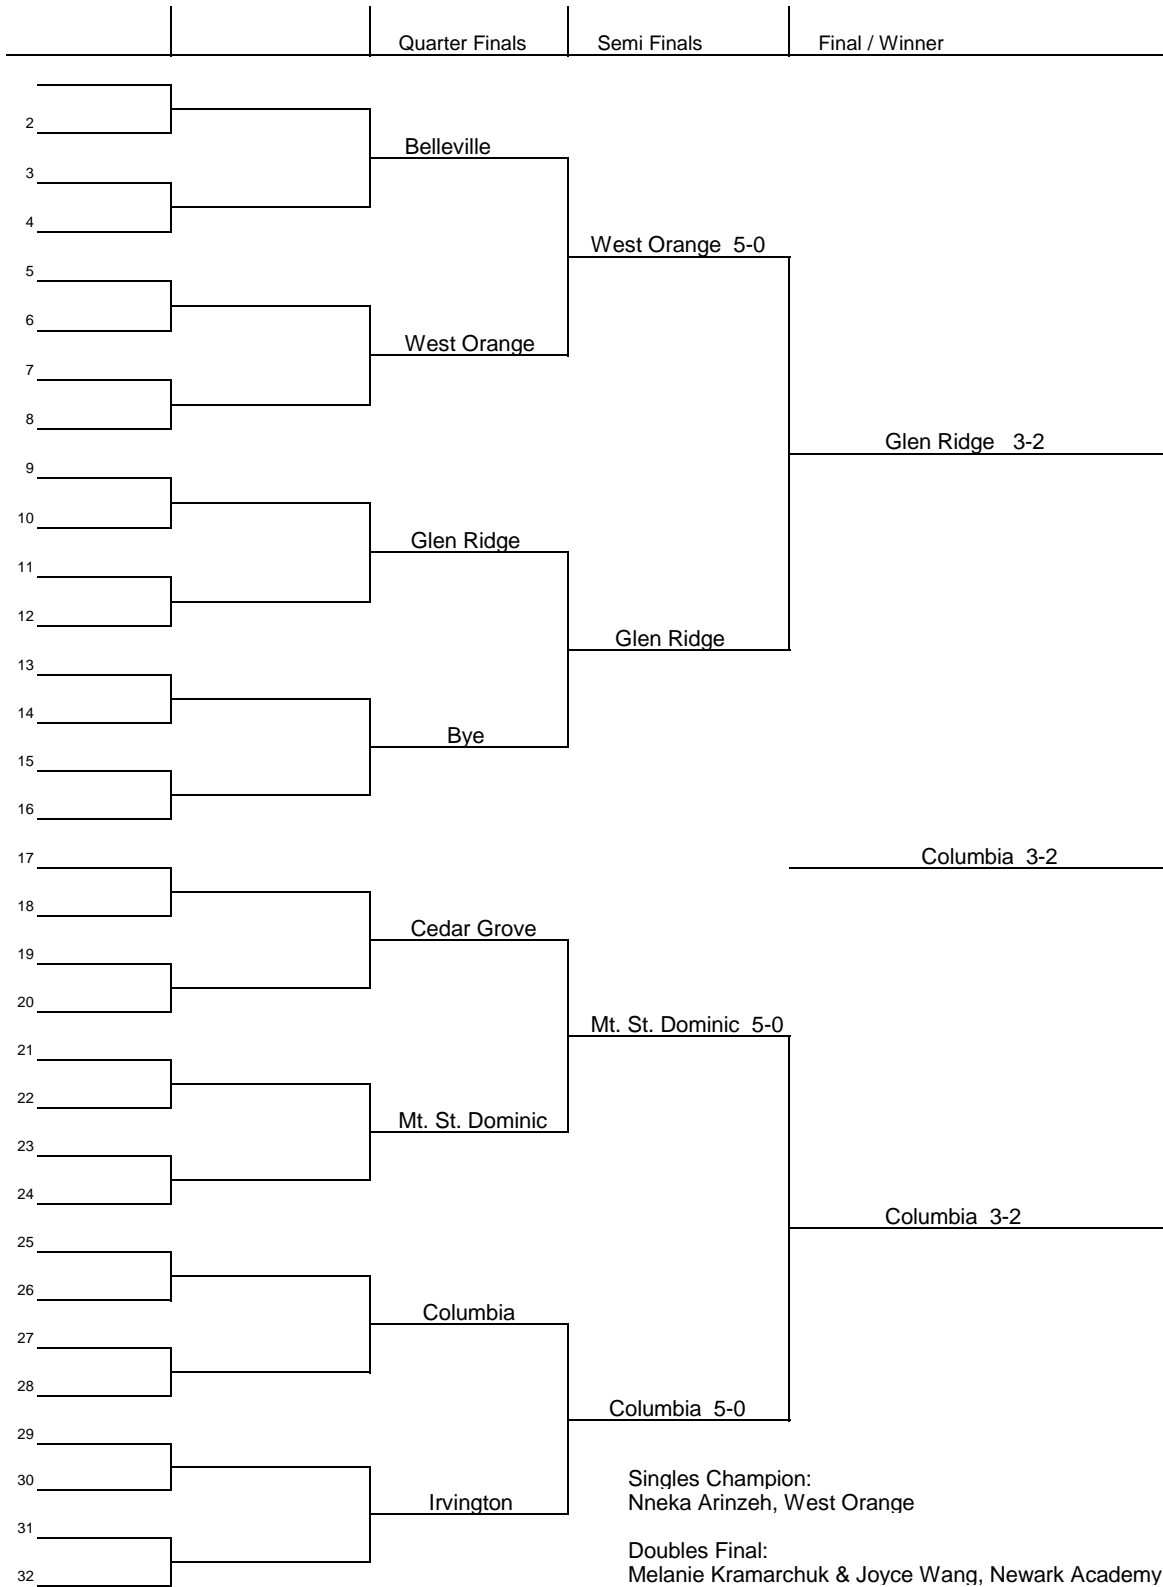 Quarter Finals Semi Finals Final / Winner
2
Belleville
3
4
West Orange 5-0
5
6
West Orange
7
8
Glen Ridge 3-2
9
10
Glen Ridge
11
12
Glen Ridge
13
14
Bye
15
16
17
Columbia 3-2
18
Cedar Grove
19
20
Mt. St. Dominic 5-0
21
22
Mt. St. Dominic
23
24
Columbia 3-2
25
26
Columbia
27
28
Columbia 5-0
29
30
Singles Champion:
Irvington
Nneka Arinzeh, West Orange
31
Doubles Final:
32
Melanie Kramarchuk & Joyce Wang, Newark Academy